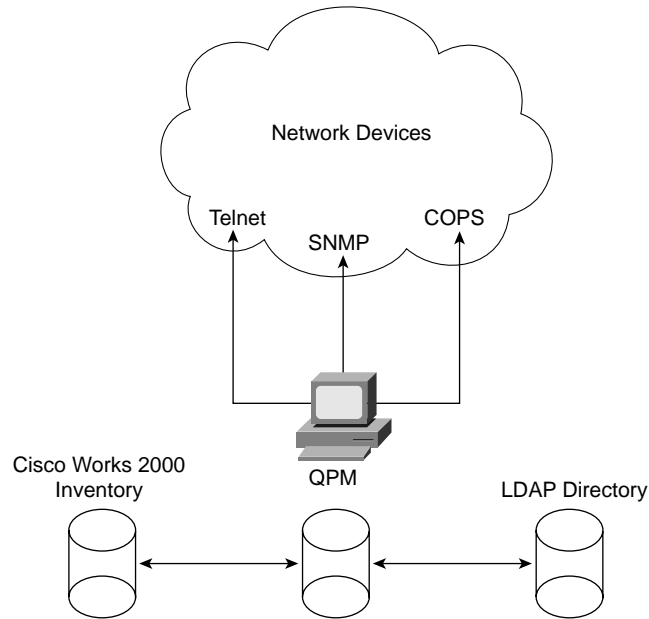 Network Devices
Telnet
SNMP
COPS
QPM
Cisco Works 2000
Inventory
LDAP Directory